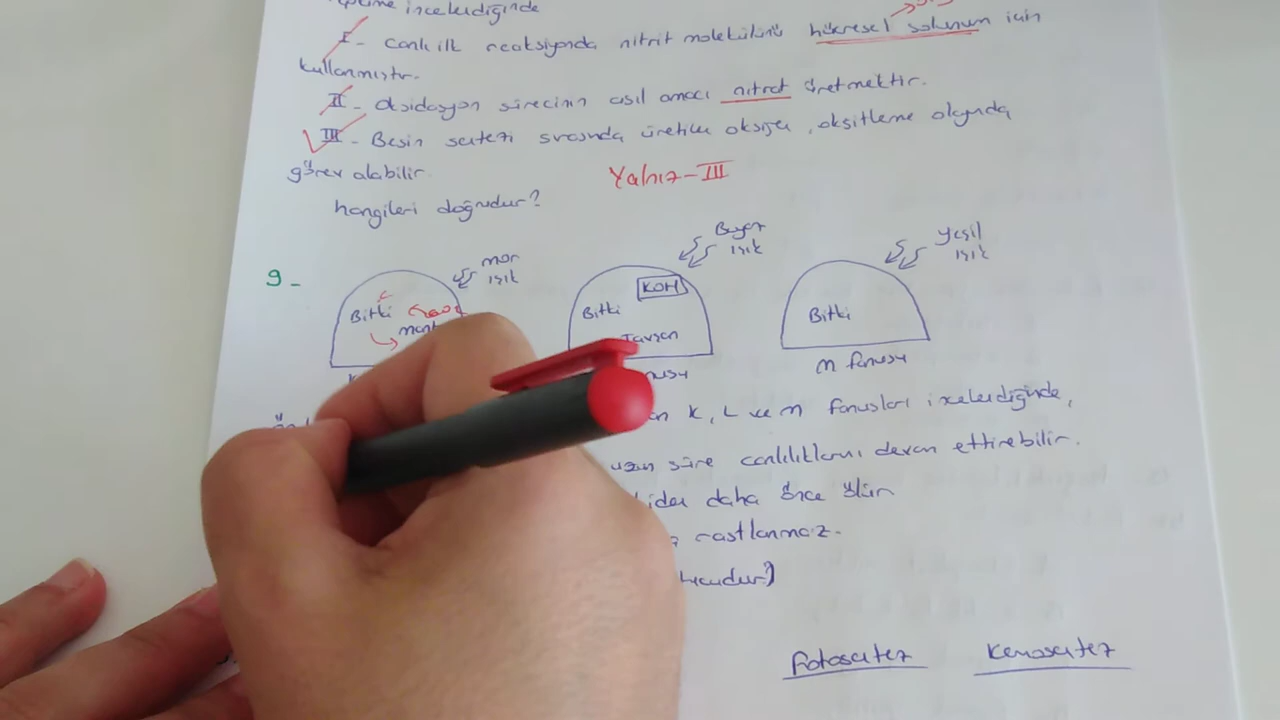 incelendiğinde
I- Canlı ilk reaksiyonda nitrit molekülünü hücresel solunum için
kullanmıştır.
II- Oksidasyon sürecinin asıl amacı nitrat üretmektir.
III- Besin sentezi sırasında üretilen oksijen, oksitleme olayında
görev alabilir.
Yalnız-III
hangileri doğrudur?
9-
mor
ışık
Bitki
Beyaz
ışık
KOH
Bitki
Tavşan
Yeşil
ışık
Bitki
M fanusu
K, L ve M fanusları incelendiğinde,
uzun süre canlılıklarını devam ettirebilir.
daha önce ölür
rastlanmaz.
Fotosentez
Kemosentez